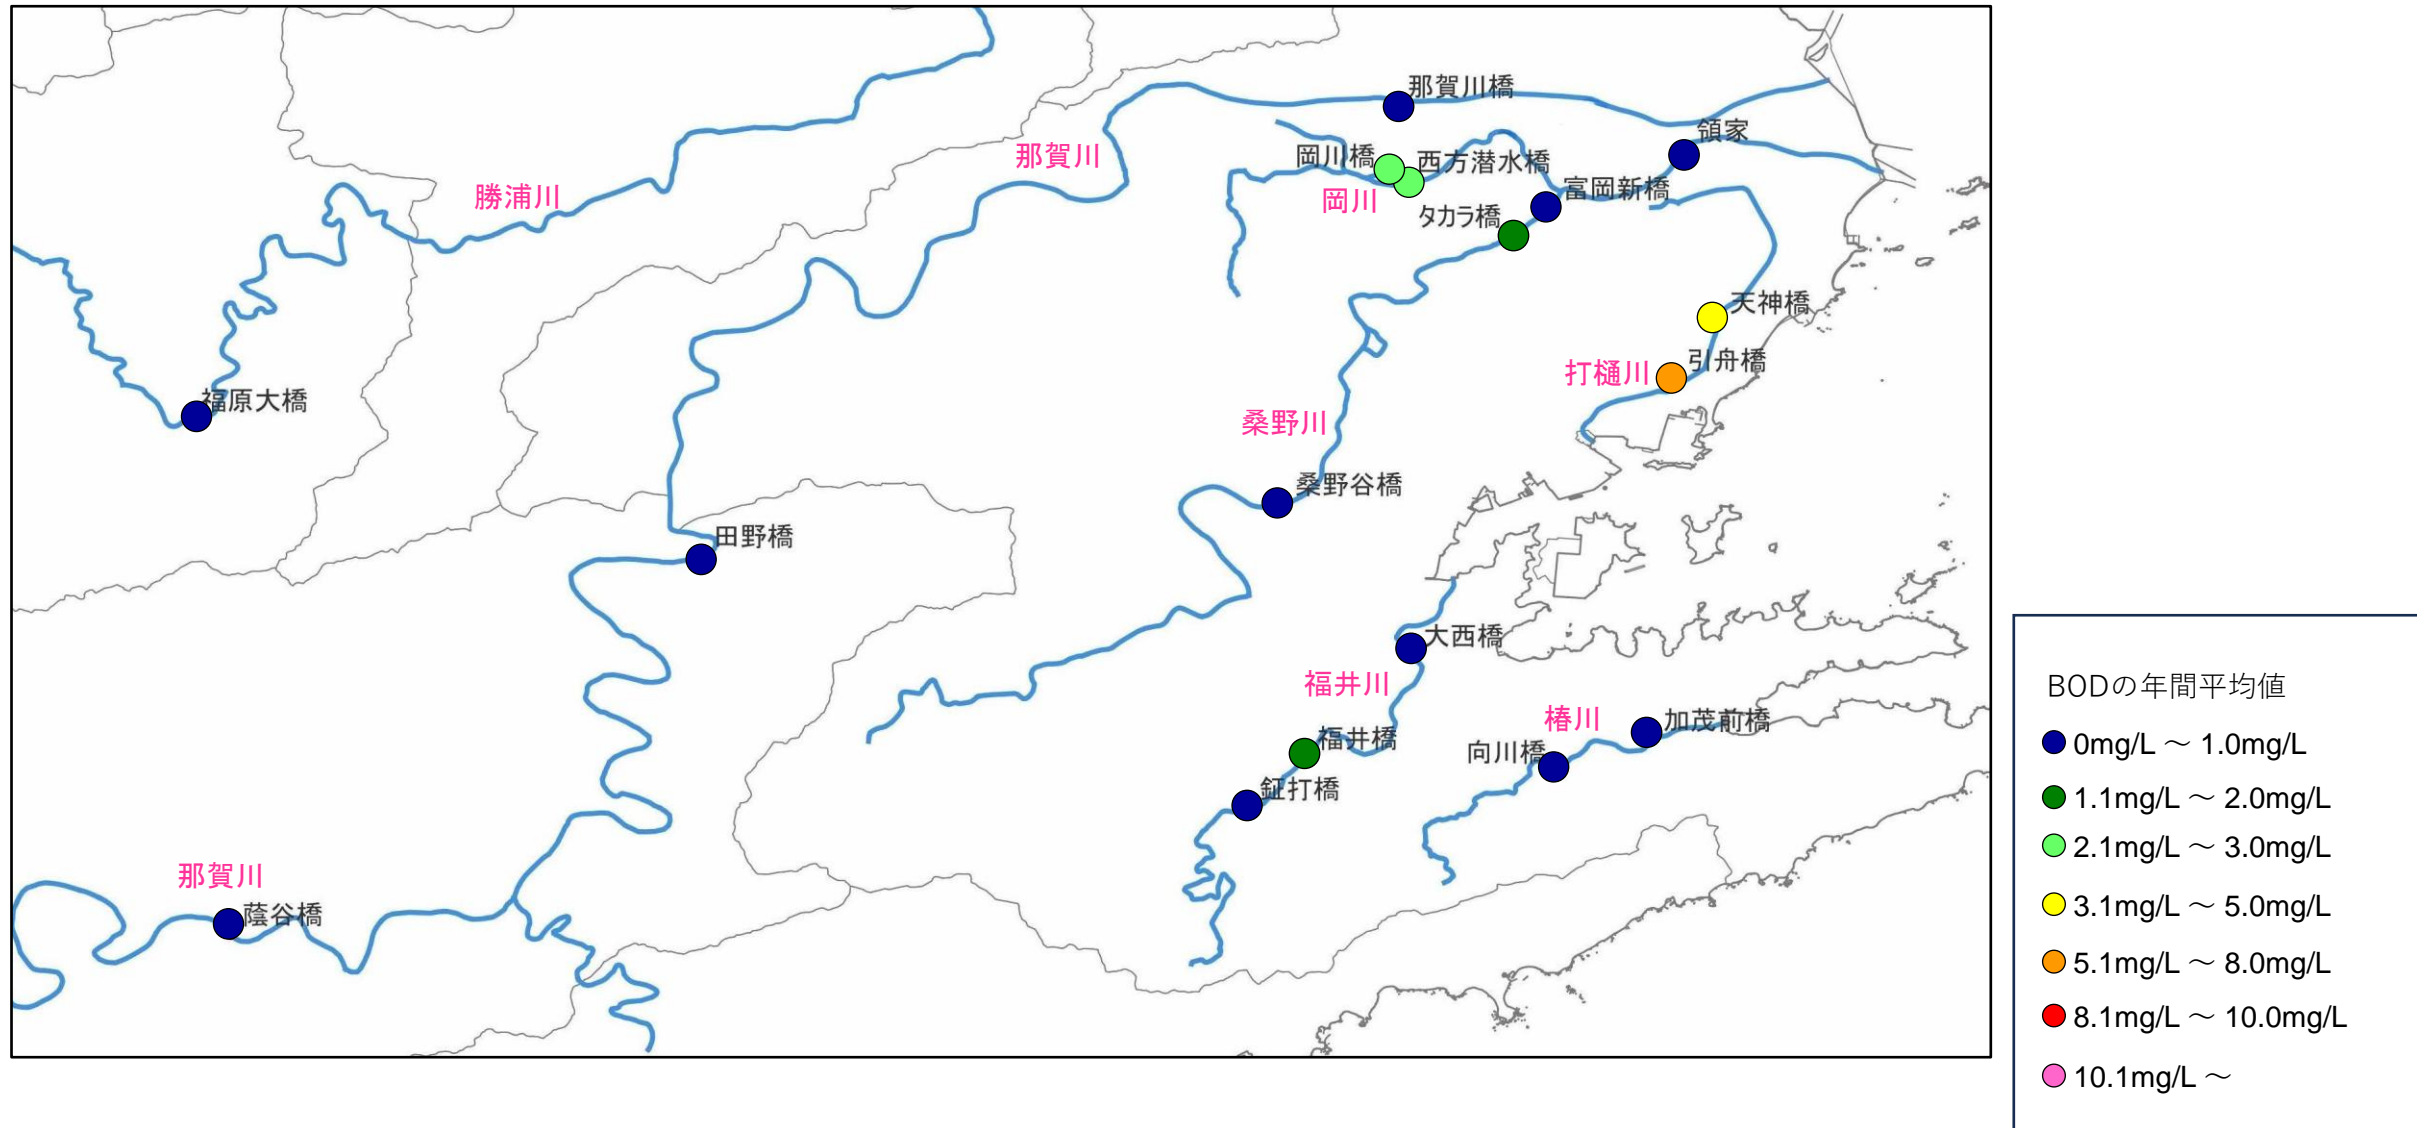 那賀川橋
領家
岡川橋
西方潜水橋
那賀川
富岡新橋
勝浦川
岡川
タカラ橋
天神橋
引舟橋
打樋川
福原大橋
桑野川
桑野谷橋
田野橋
大西橋
福井川
椿川
加茂前橋
福井橋
向川橋
鉦打橋
那賀川
蔭谷橋
BODの年間平均値
0mg/L ～ 1.0mg/L
1.1mg/L ～ 2.0mg/L
2.1mg/L ～ 3.0mg/L
3.1mg/L ～ 5.0mg/L
5.1mg/L ～ 8.0mg/L
8.1mg/L ～ 10.0mg/L
10.1mg/L ～